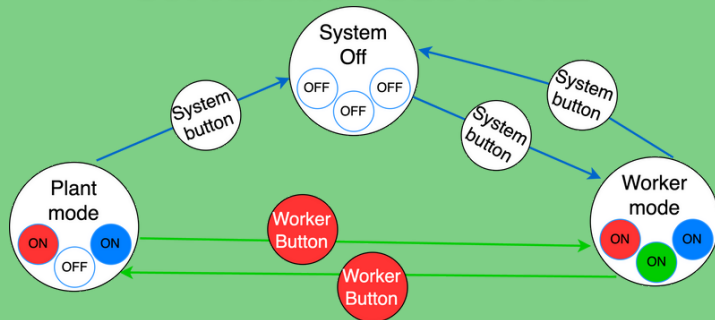 System
Off
OFF
OFF
OFF
System
button
System
button
System
button
Plant
mode
ON
OFF
ON
Worker
Button
Worker
Button
Worker
mode
ON
ON
ON